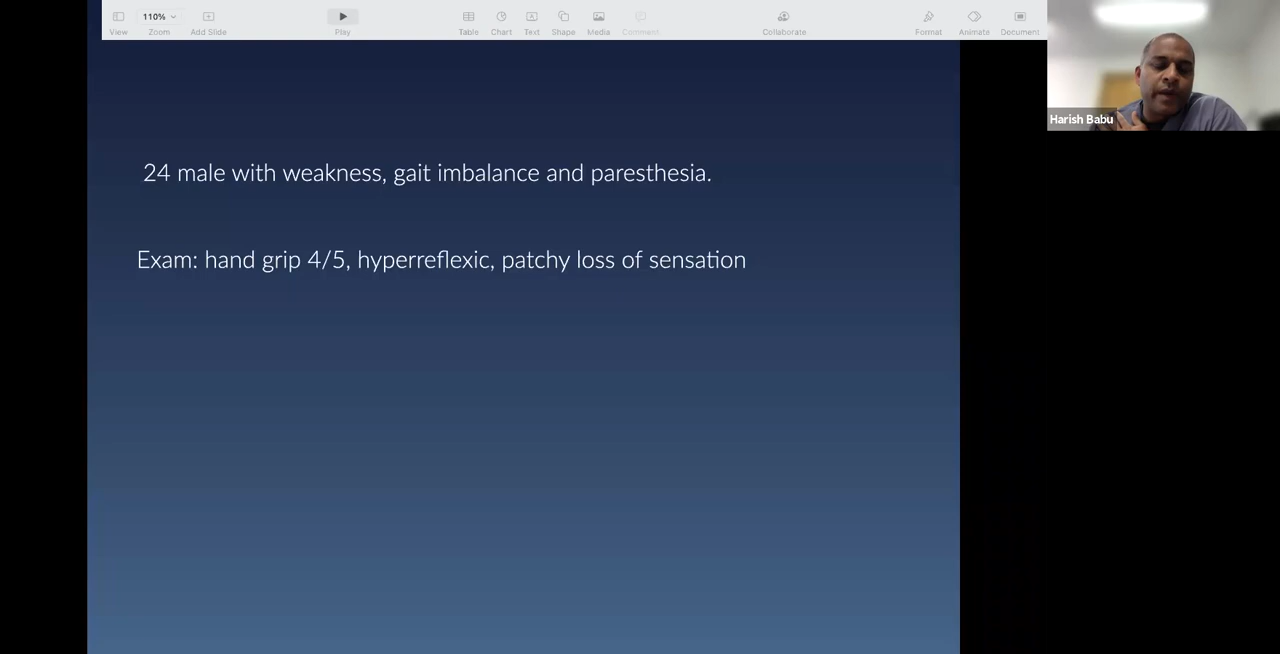 110%
View
Zoom
Add Slide
Play
Table
Chart
Text
Shape
Media
Comment
Collaborate
Format
Animate
Document
Harish Babu
24 male with weakness, gait imbalance and paresthesia.
Exam: hand grip 4/5, hyperreflexic, patchy loss of sensation